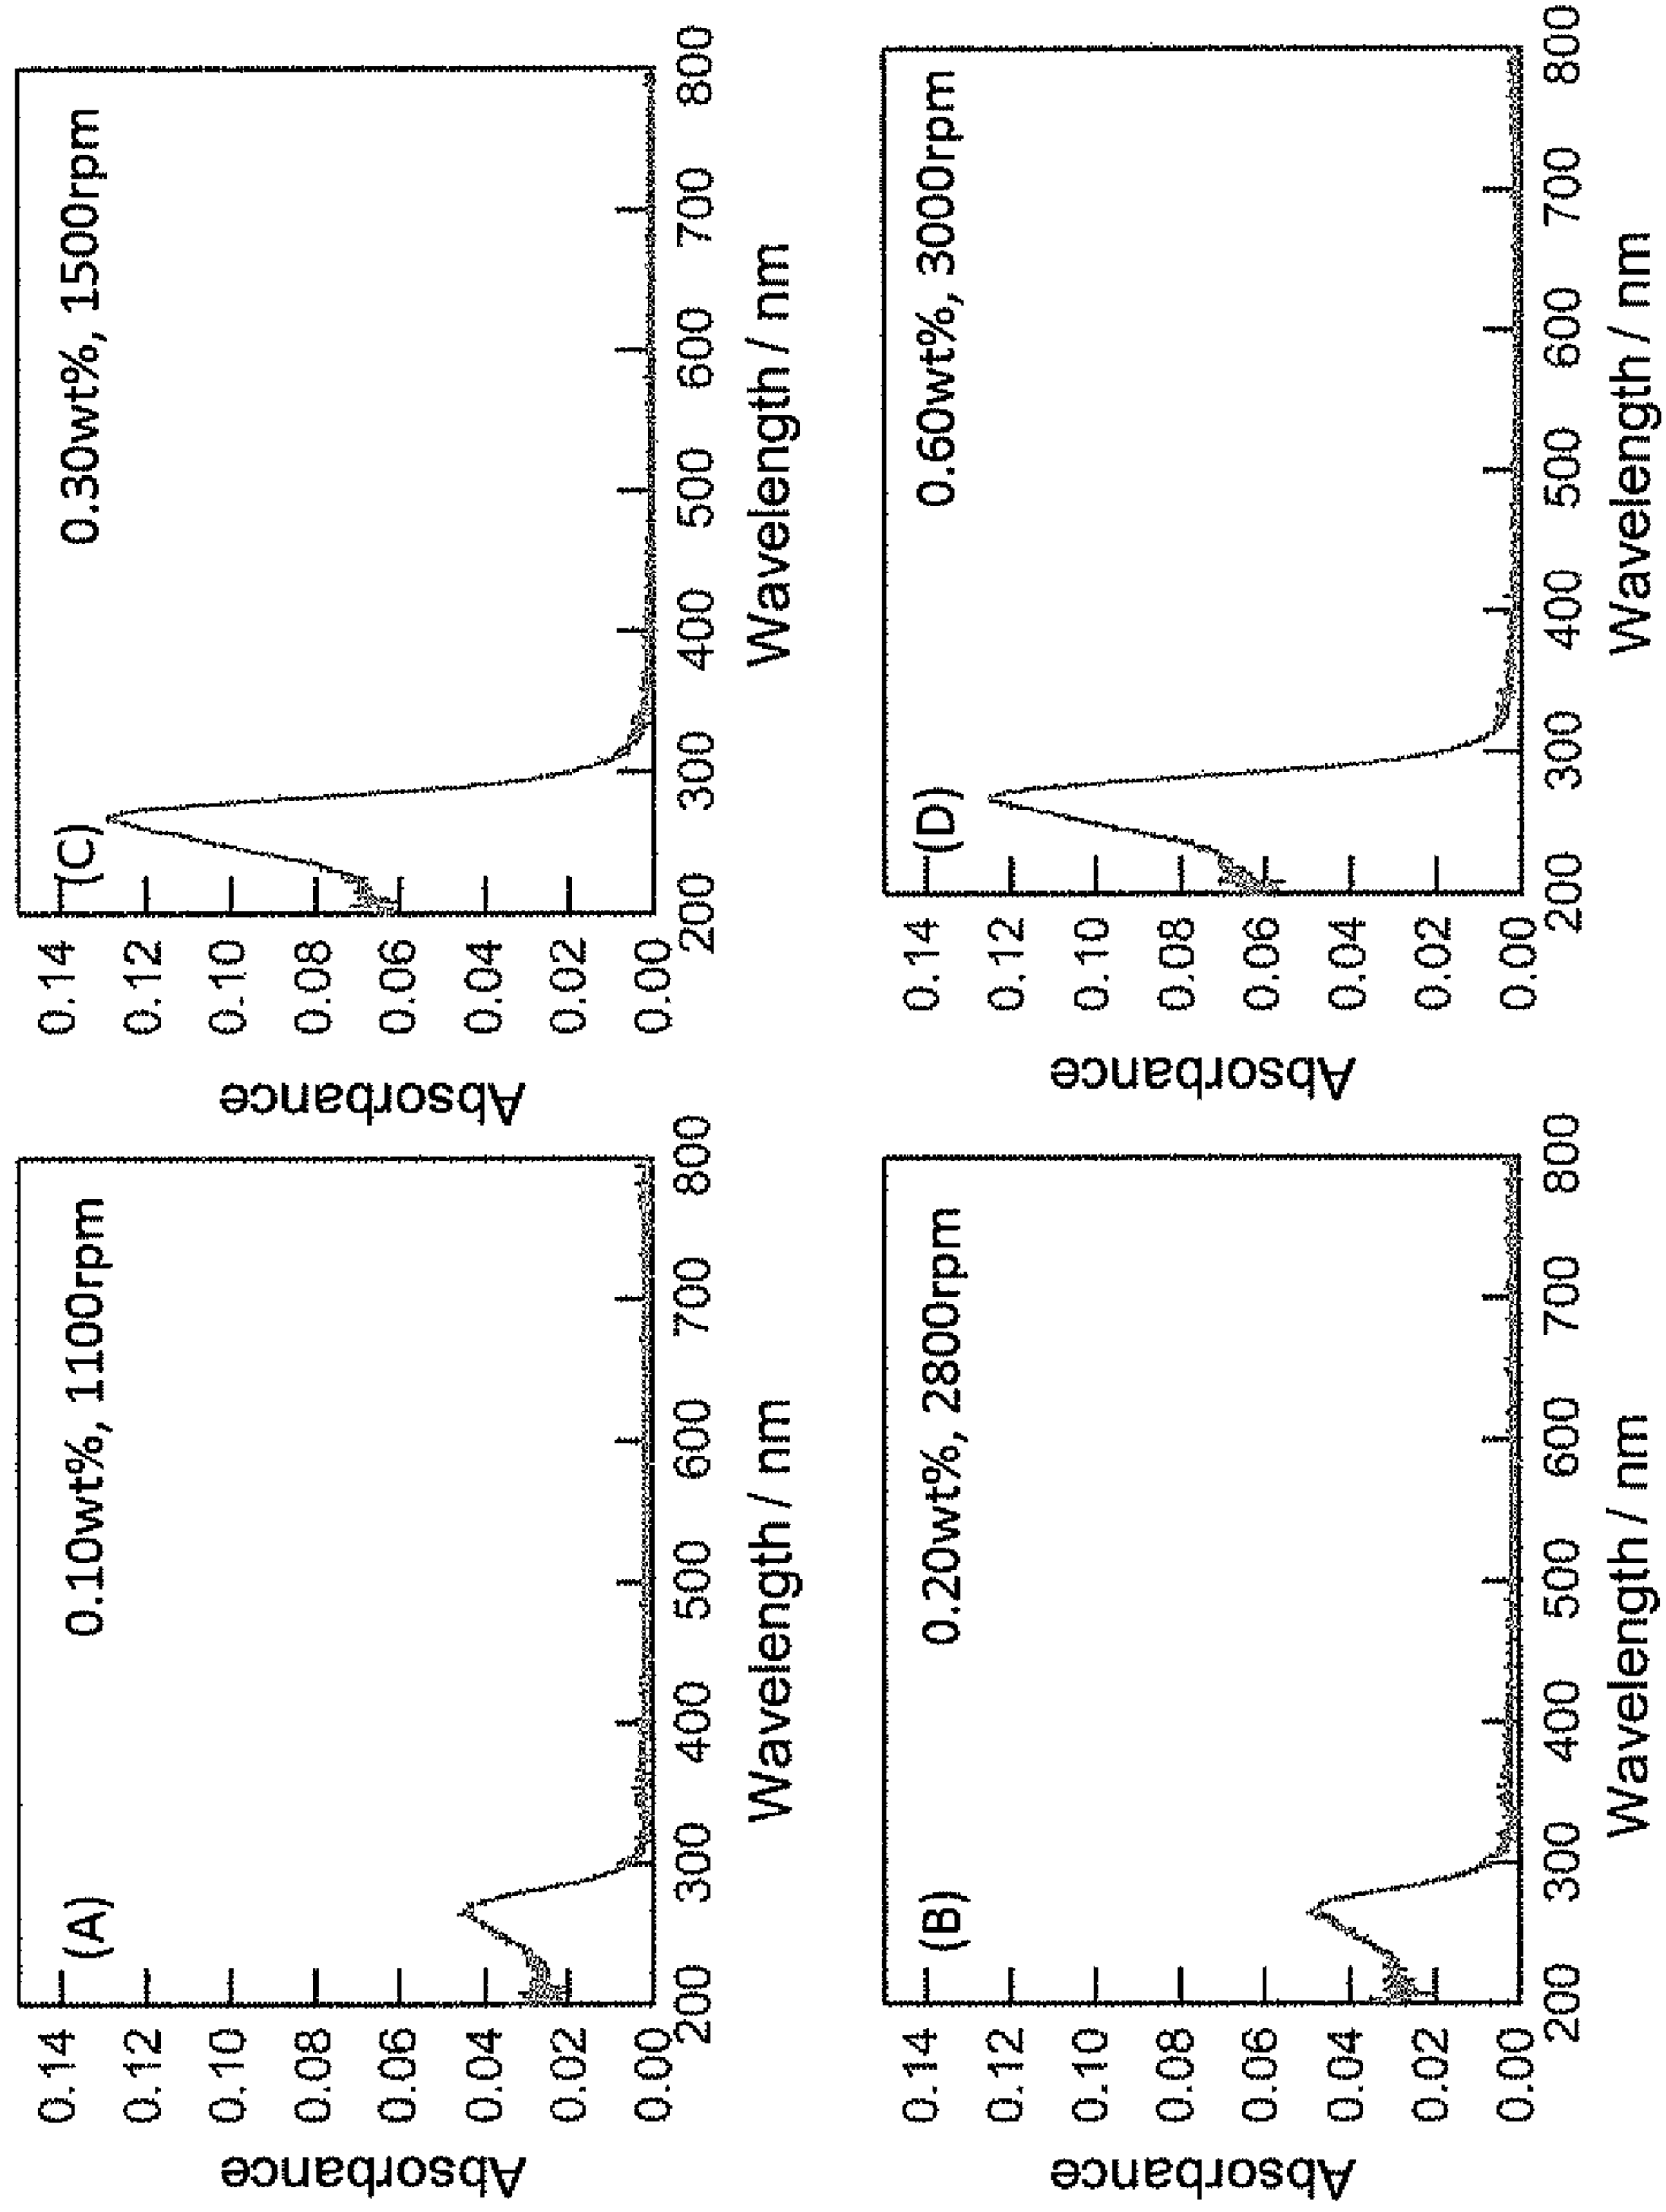 (A)
0.10wt%, 1100rpm
Absorbance
0.14
0.12
0.10
0.08
0.06
0.04
0.02
0.00
200 300 400 500 600 700 800
Wavelength / nm
(C)
0.30wt%, 1500rpm
Absorbance
0.14
0.12
0.10
0.08
0.06
0.04
0.02
0.00
200 300 400 500 600 700 800
Wavelength / nm
(B)
0.20wt%, 2800rpm
Absorbance
0.14
0.12
0.10
0.08
0.06
0.04
0.02
0.00
200 300 400 500 600 700 800
Wavelength / nm
(D)
0.60wt%, 3000rpm
Absorbance
0.14
0.12
0.10
0.08
0.06
0.04
0.02
0.00
200 300 400 500 600 700 800
Wavelength / nm